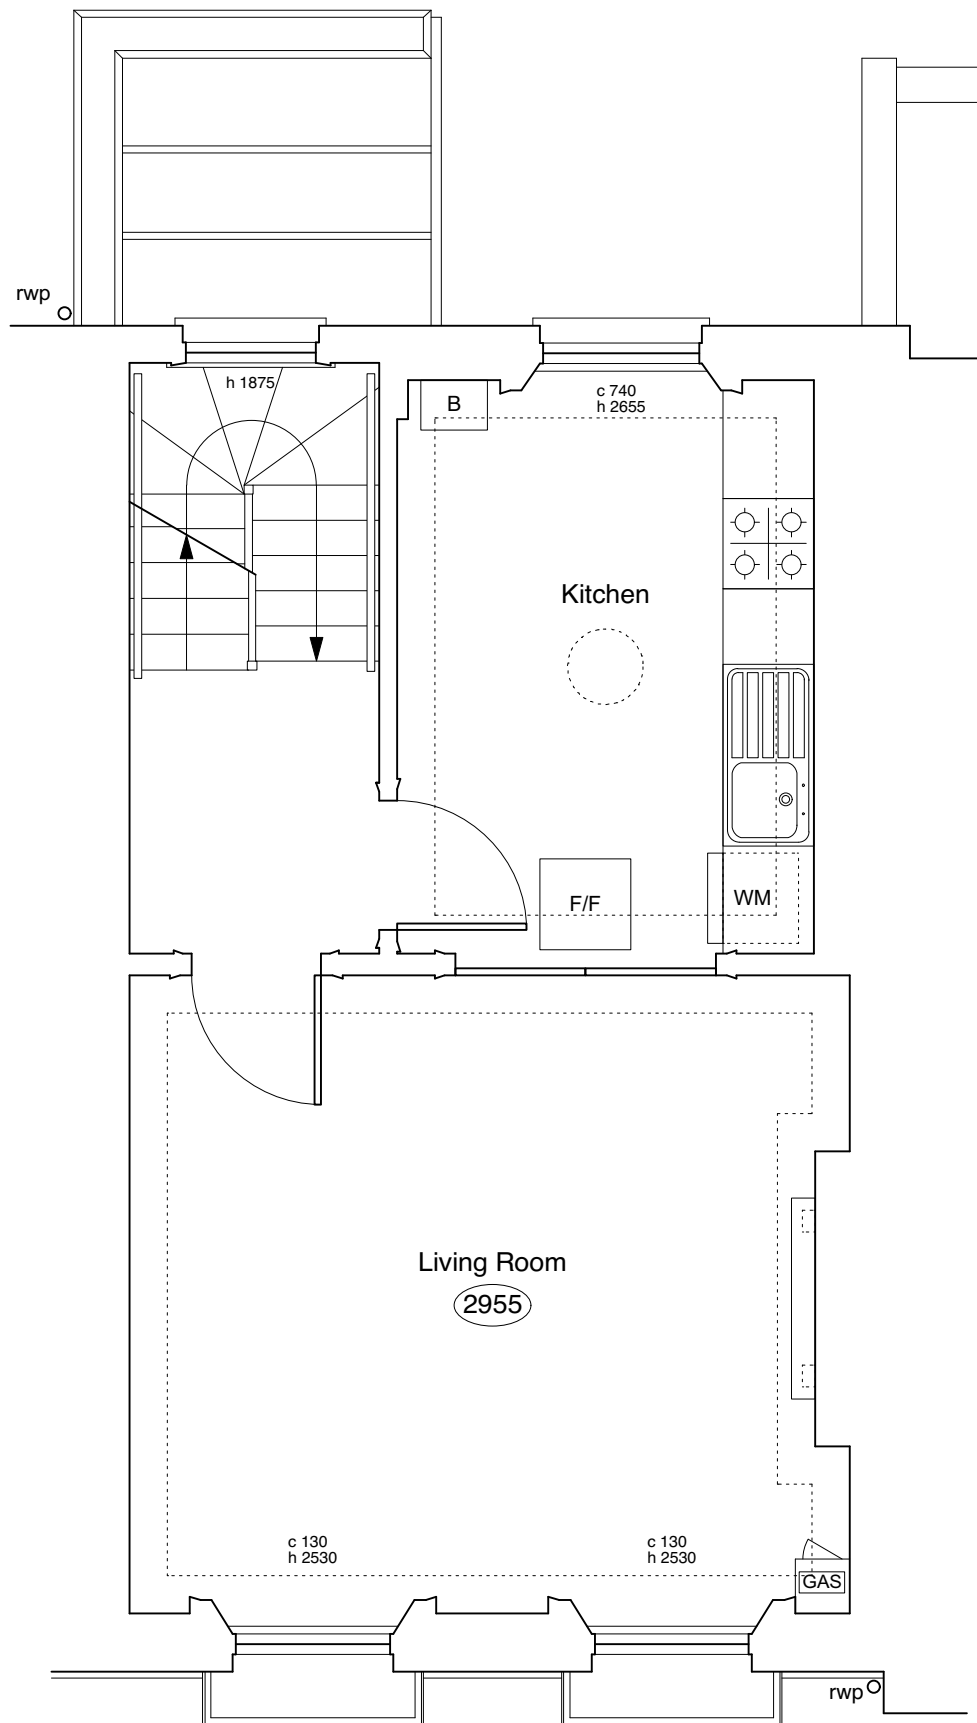 rwp
h 1875
B
c 740
h 2655
Kitchen
F/F
WM
Living Room
2955
c 130
h 2530
c 130
h 2530
GAS
rwp